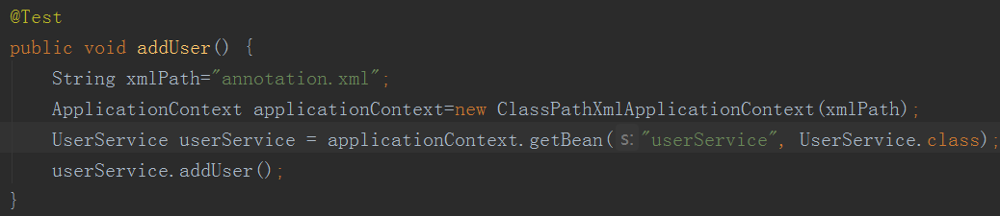 @Test
public void addUser() {
    String xmlPath="annotation.xml";
    ApplicationContext applicationContext=new ClassPathXmlApplicationContext(xmlPath);
    UserService userService = applicationContext.getBean( s: "userService", UserService.class);
    userService.addUser();
}